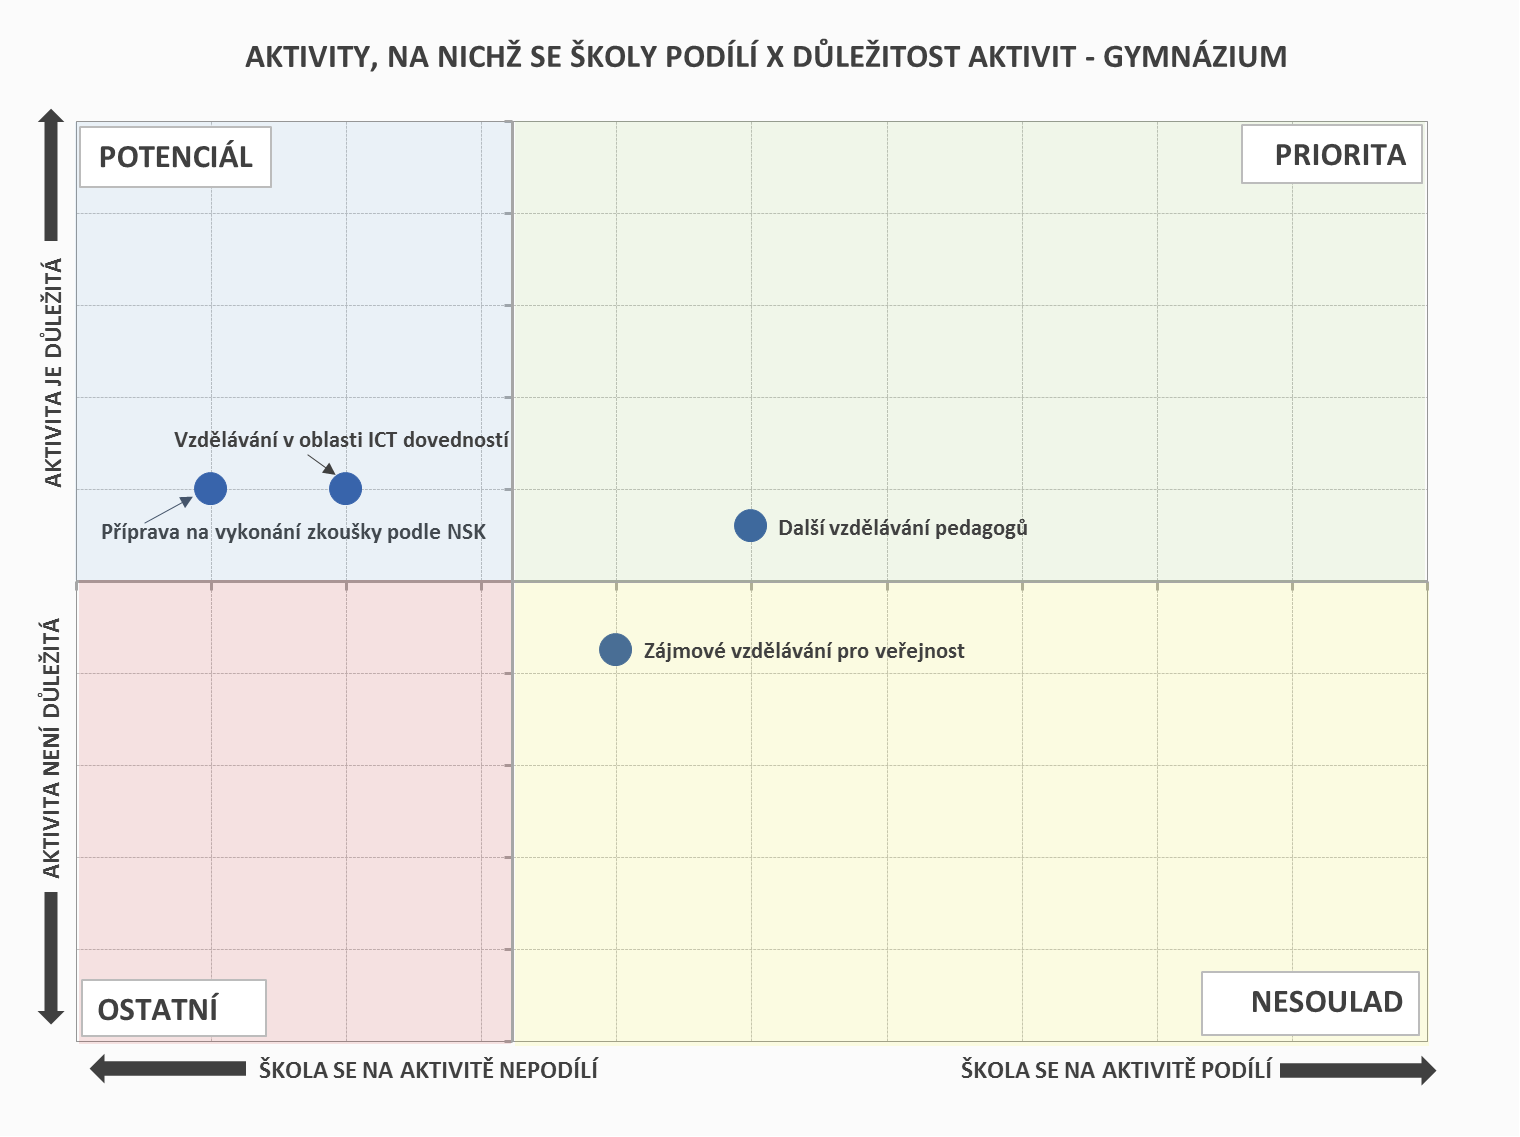 AKTIVITY, NA NICHŽ SE ŠKOLY PODÍLÍ X DŮLEŽITOST AKTIVIT - GYMNÁZIUM
POTENCIÁL
PRIORITA
AKTIVITA JE DŮLEŽITÁ
Vzdělávání v oblasti ICT dovedností
Příprava na vykonání zkoušky podle NSK
Další vzdělávání pedagogů
AKTIVITA NENÍ DŮLEŽITÁ
Zájmové vzdělávání pro veřejnost
OSTATNÍ
NESOULAD
ŠKOLA SE NA AKTIVITĚ NEPODÍLÍ
ŠKOLA SE NA AKTIVITĚ PODÍLÍ